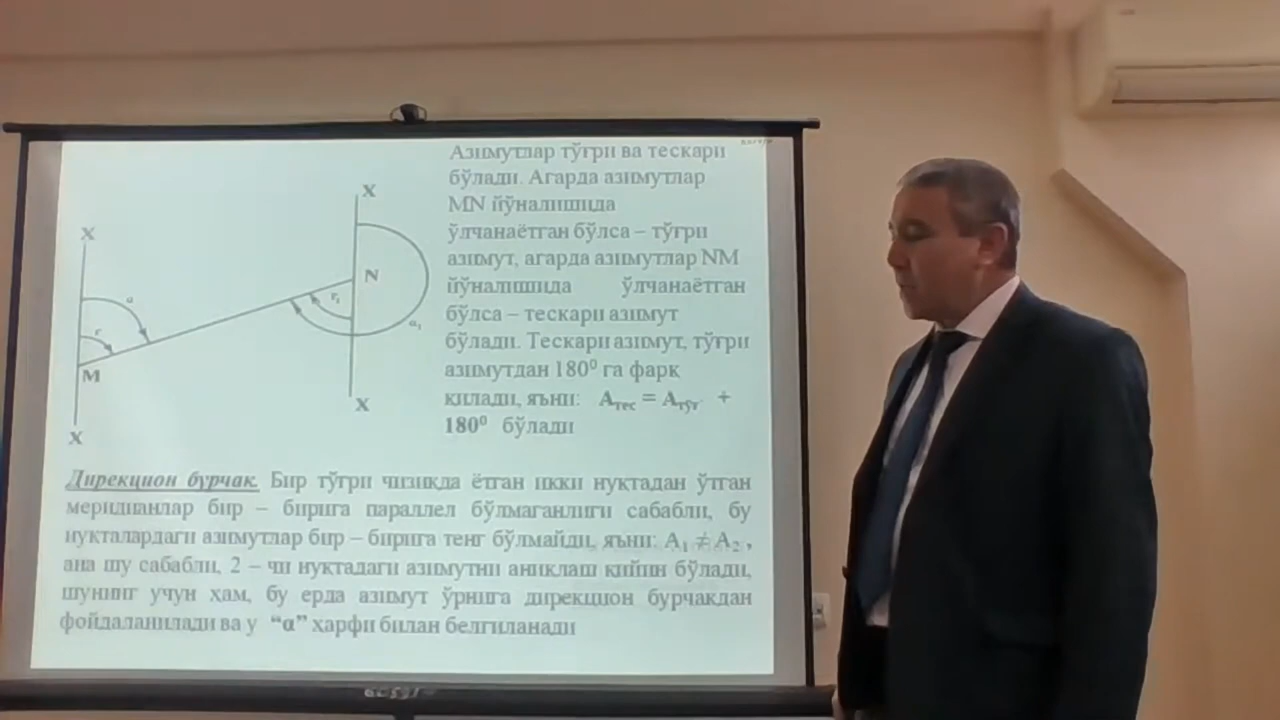 Азимутлар тўғри ва тескари
бўлади. Агарда азимутлар
MN йўналишида
ўлчанаётган бўлса – тўғри
азимут, агарда азимутлар NM
йўналишида ўлчанаётган
бўлса – тескари азимут
бўлади. Тескари азимут, тўғри
азимутдан 180⁰ га фарқ
қилади, яъни: Aтес = Aтўғ +
180⁰ бўлади
X
X
α
r
M
X
N
r₁
α₁
X
Дирекцион бурчак. Бир тўғри чизиқда ётган икки нуқтадан ўтган
меридианлар бир – бирига параллел бўлмаганлиги сабабли, бу
нуқталардаги азимутлар бир – бирига тенг бўлмайди, яъни: A₁ ≠ A₂ ,
ана шу сабабли, 2 – чи нуқтадаги азимутни аниқлаш қийин бўлади,
шунинг учун ҳам, бу ерда азимут ўрнига дирекцион бурчакдан
фойдаланилади ва у “α” ҳарфи билан белгиланади